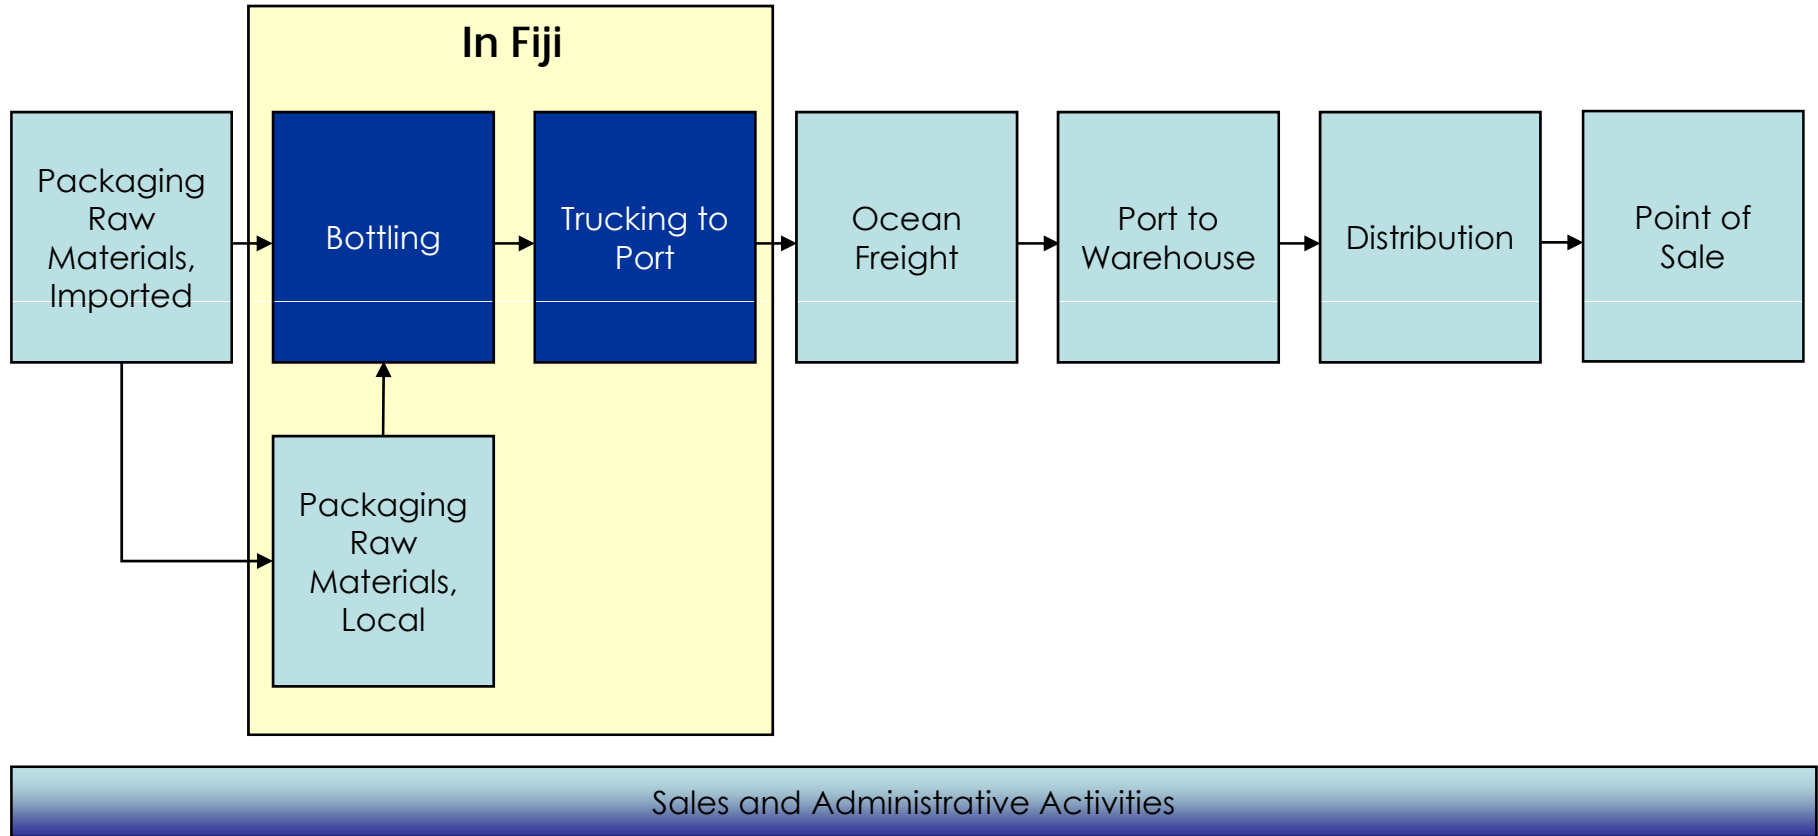 In Fiji
Packaging
Raw
Materials,
Imported
Bottling
Trucking to
Port
Ocean
Freight
Port to
Warehouse
Distribution
Point of
Sale
Packaging
Raw
Materials,
Local
Sales and Administrative Activities